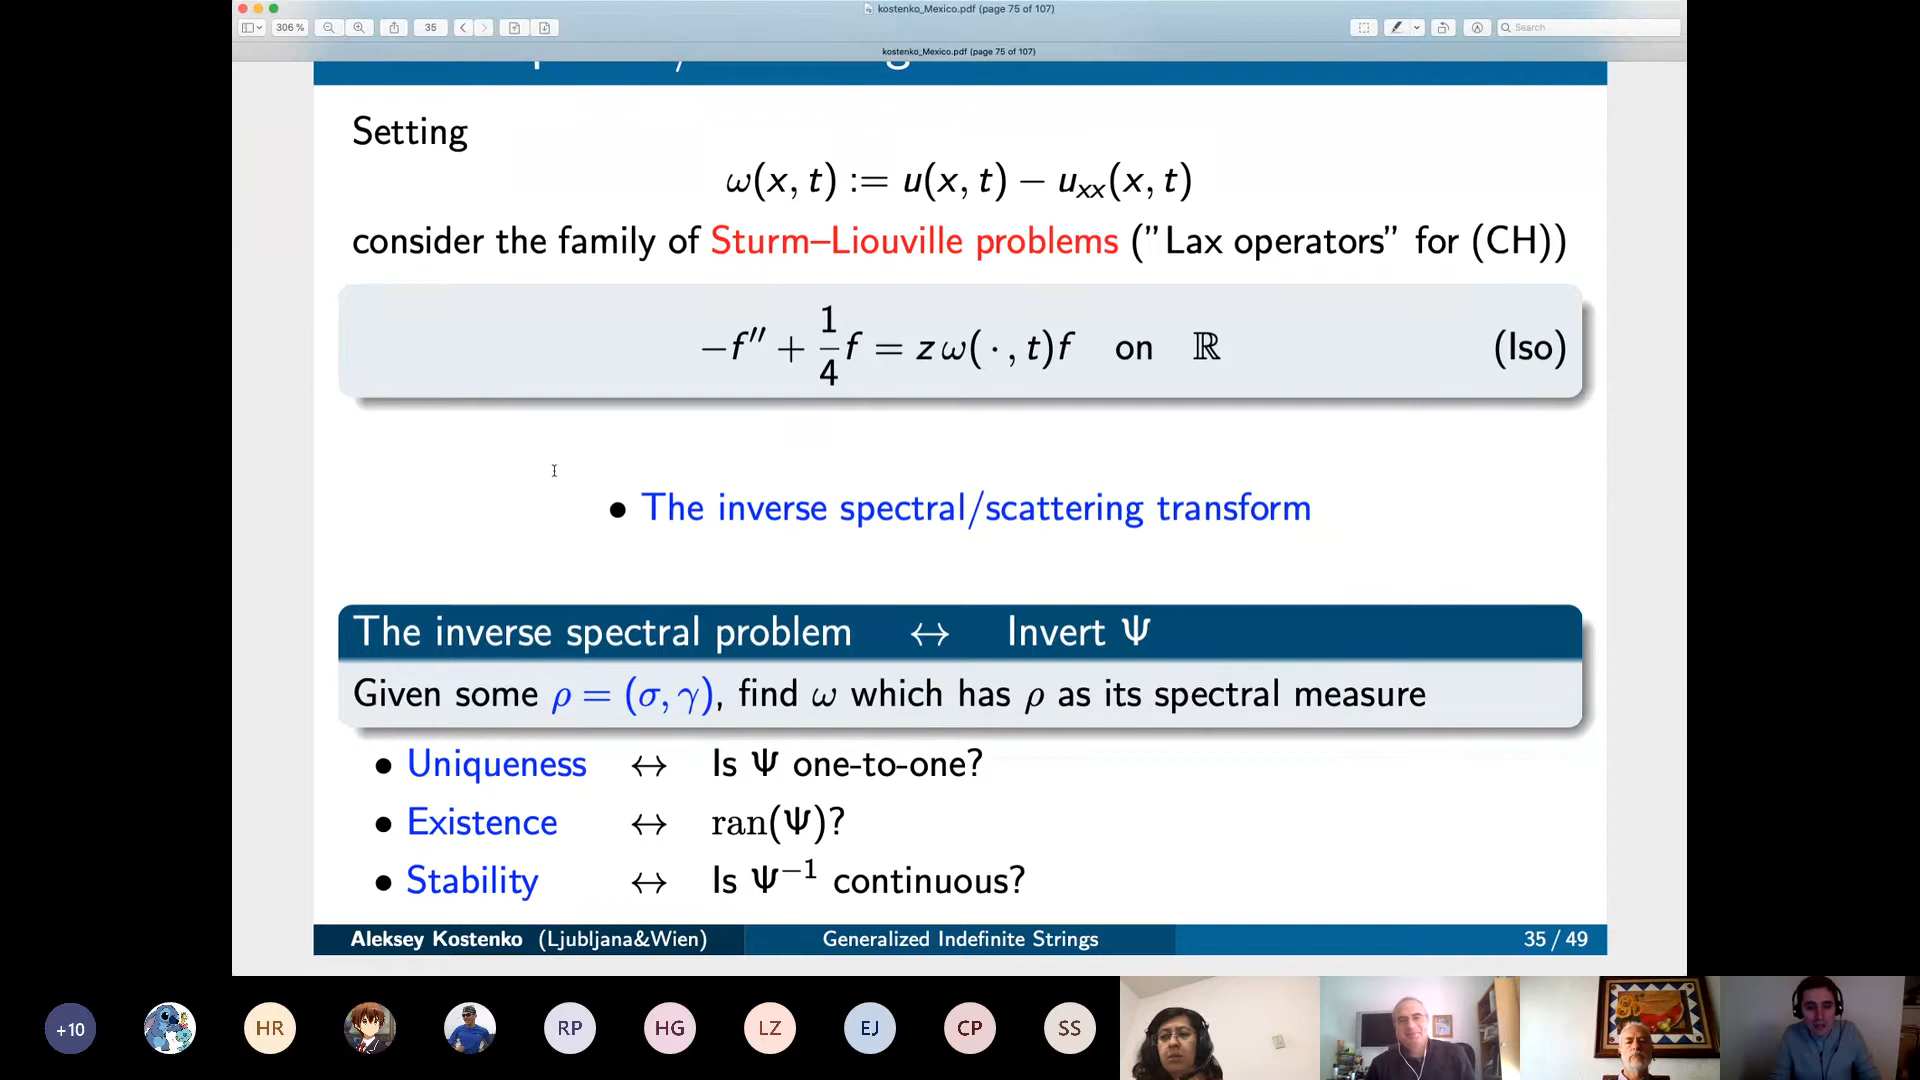 kostenko_Mexico.pdf (page 75 of 107)
306 %
35
Search
kostenko_Mexico.pdf (page 75 of 107)
Setting
ω(x, t) := u(x, t) − uₓₓ(x, t)
consider the family of Sturm–Liouville problems ("Lax operators" for (CH))
−f″ + 1/4 f = z ω( · , t)f on ℝ (Iso)
• The inverse spectral/scattering transform
The inverse spectral problem ↔ Invert Ψ
Given some ρ = (σ, γ), find ω which has ρ as its spectral measure
• Uniqueness ↔ Is Ψ one-to-one?
• Existence ↔ ran(Ψ)?
• Stability ↔ Is Ψ⁻¹ continuous?
Aleksey Kostenko (Ljubljana&Wien) Generalized Indefinite Strings 35 / 49
+10 HR RP HG LZ EJ CP SS